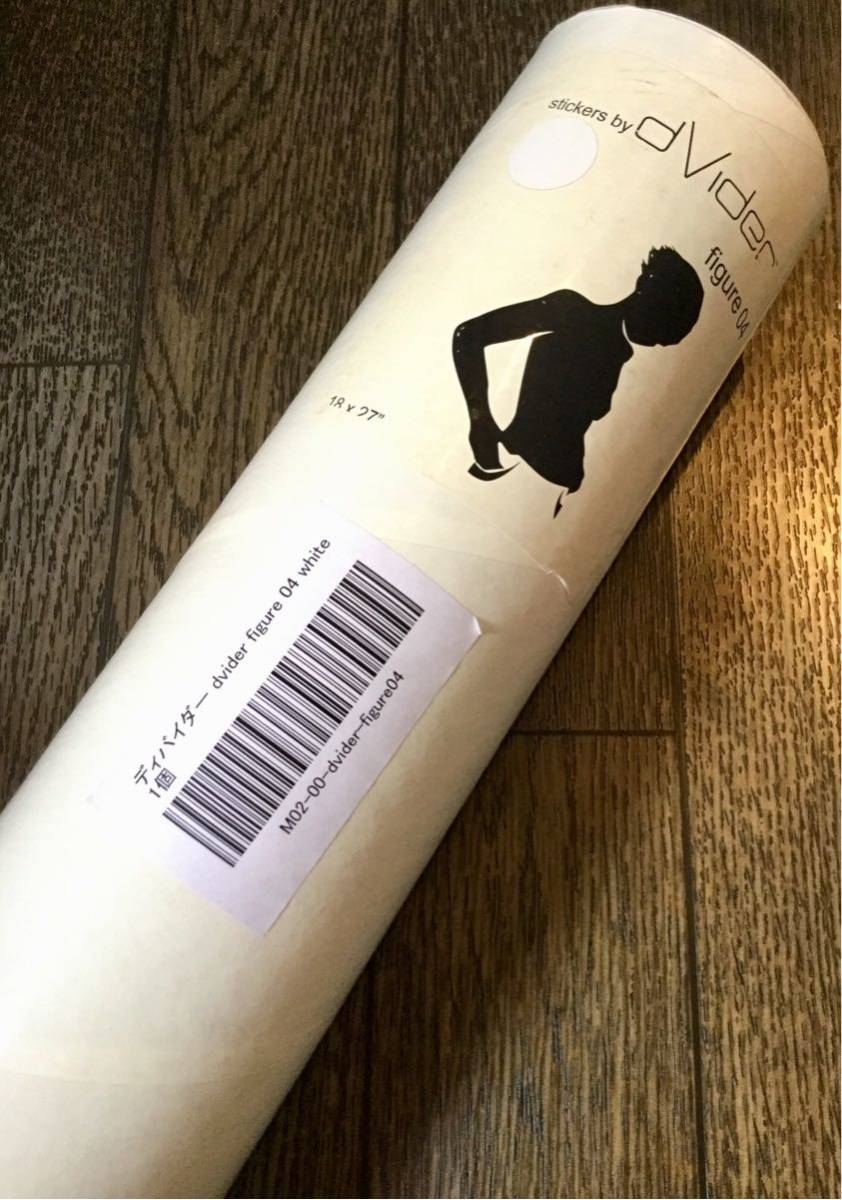 stickers by dVider
figure 04
18 x 27"
ディバイダー dvider figure 04 white
1個
M02-00-dvider-figure04